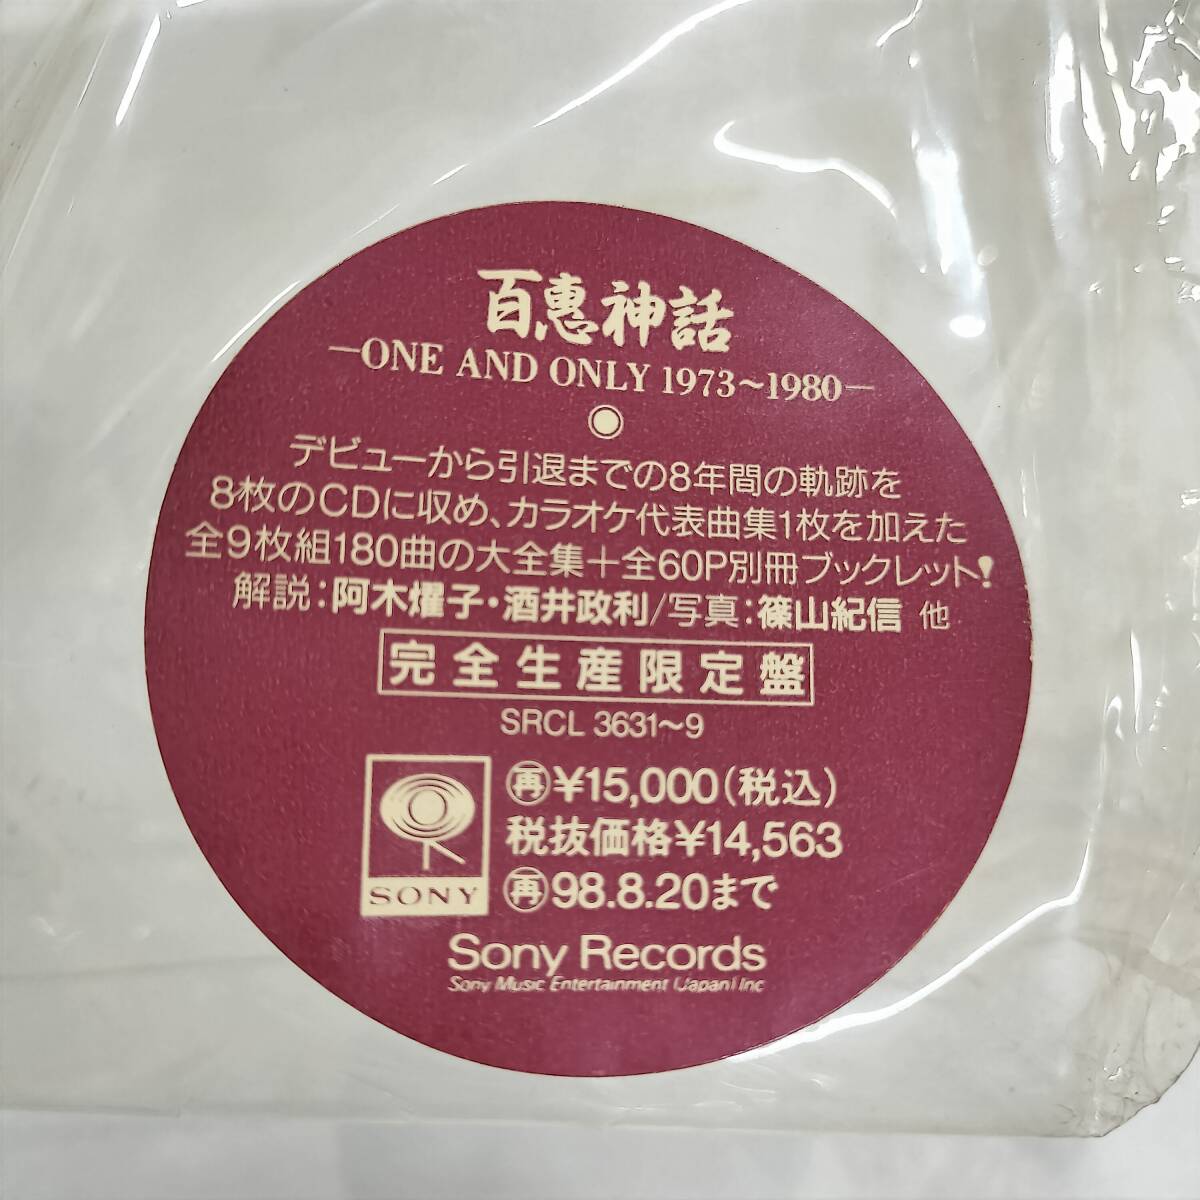 百惠神話
—ONE AND ONLY 1973~1980—
デビューから引退までの8年間の軌跡を
8枚のCDに収め、カラオケ代表曲集1枚を加えた
全9枚組180曲の大全集+全60P別冊ブックレット!
解説:阿木燿子・酒井政利/写真:篠山紀信 他
完全生産限定盤
SRCL 3631~9
再¥15,000(税込)
税抜価格¥14,563
再98.8.20まで
SONY
Sony Records
Sony Music Entertainment (Japan) Inc